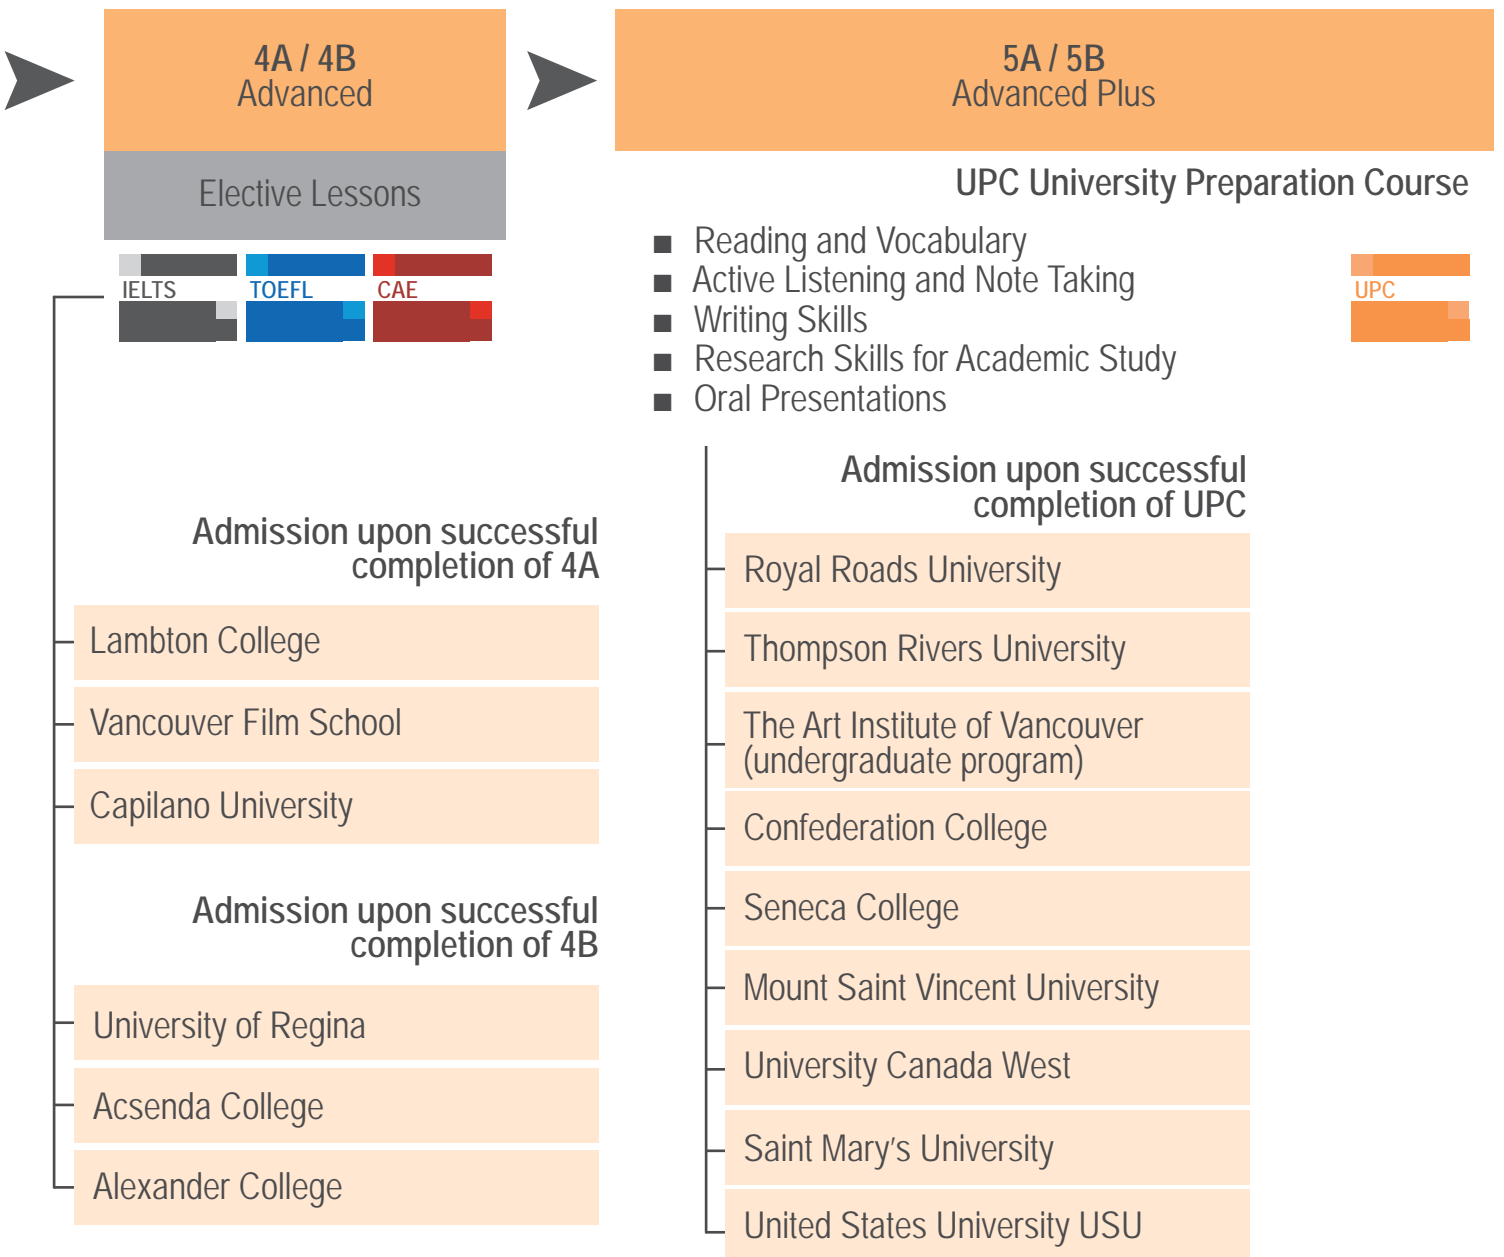 4A / 4B
Advanced
Elective Lessons
IELTS
TOEFL
CAE
Admission upon successful
completion of 4A
Lambton College
Vancouver Film School
Capilano University
Admission upon successful
completion of 4B
University of Regina
Acsenda College
Alexander College
5A / 5B
Advanced Plus
UPC University Preparation Course
■ Reading and Vocabulary
■ Active Listening and Note Taking
■ Writing Skills
■ Research Skills for Academic Study
■ Oral Presentations
UPC
Admission upon successful
completion of UPC
Royal Roads University
Thompson Rivers University
The Art Institute of Vancouver
(undergraduate program)
Confederation College
Seneca College
Mount Saint Vincent University
University Canada West
Saint Mary's University
United States University USU